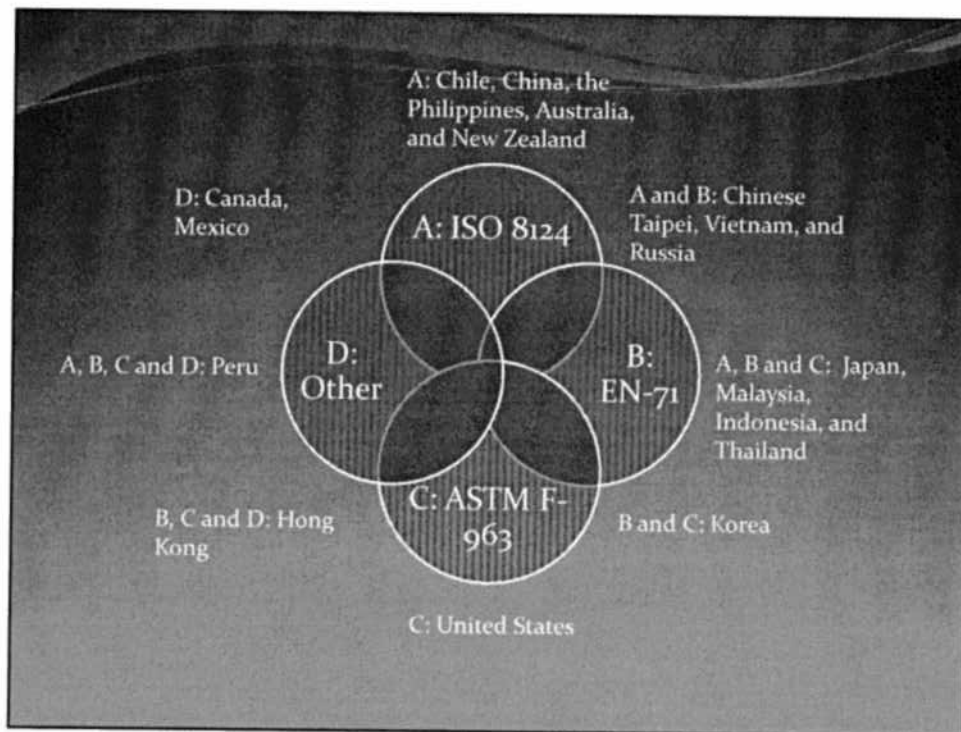 A: Chile, China, the
Philippines, Australia,
and New Zealand
D: Canada,
Mexico
A: ISO 8124
A and B: Chinese
Taipei, Vietnam, and
Russia
A, B, C and D: Peru
D:
Other
B:
EN-71
A, B and C: Japan,
Malaysia,
Indonesia, and
Thailand
B, C and D: Hong
Kong
C: ASTM F-
963
B and C: Korea
C: United States